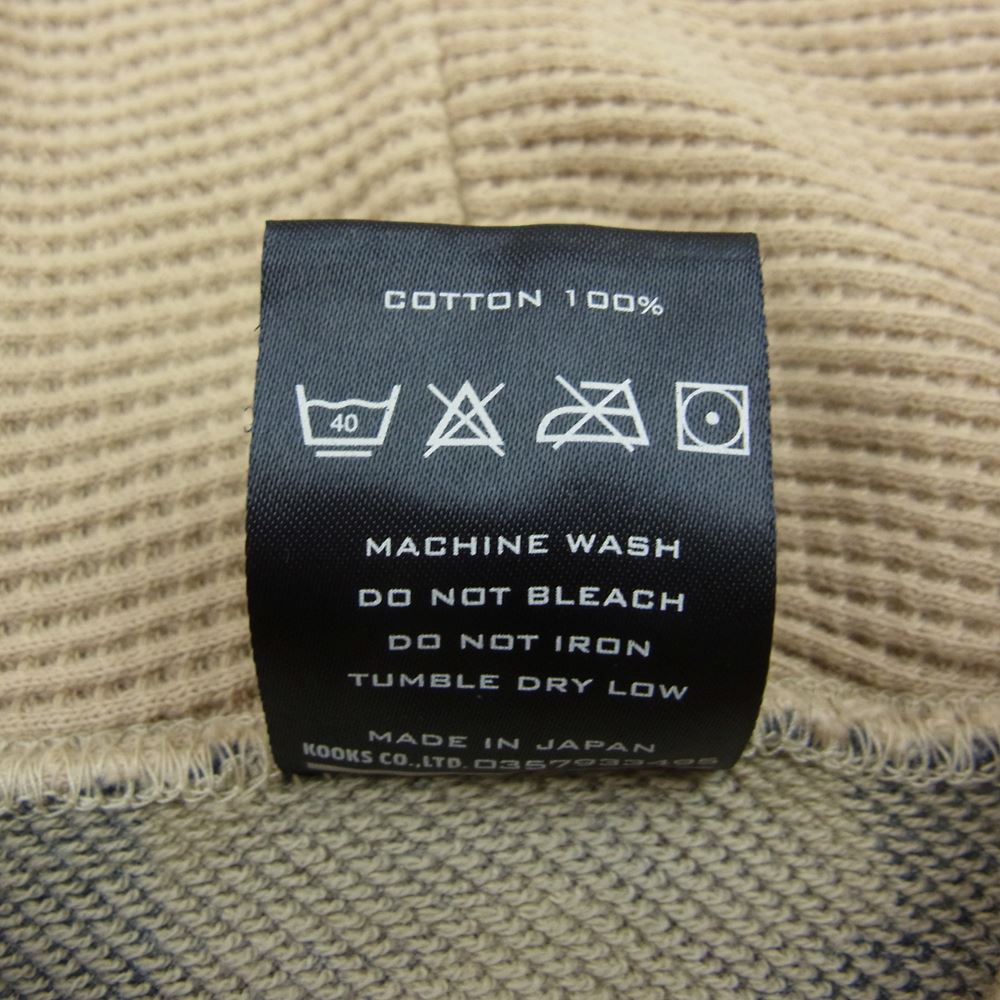 COTTON 100%
40
MACHINE WASH
DO NOT BLEACH
DO NOT IRON
TUMBLE DRY LOW
MADE IN JAPAN
KOOKS CO.,LTD. 0357933495